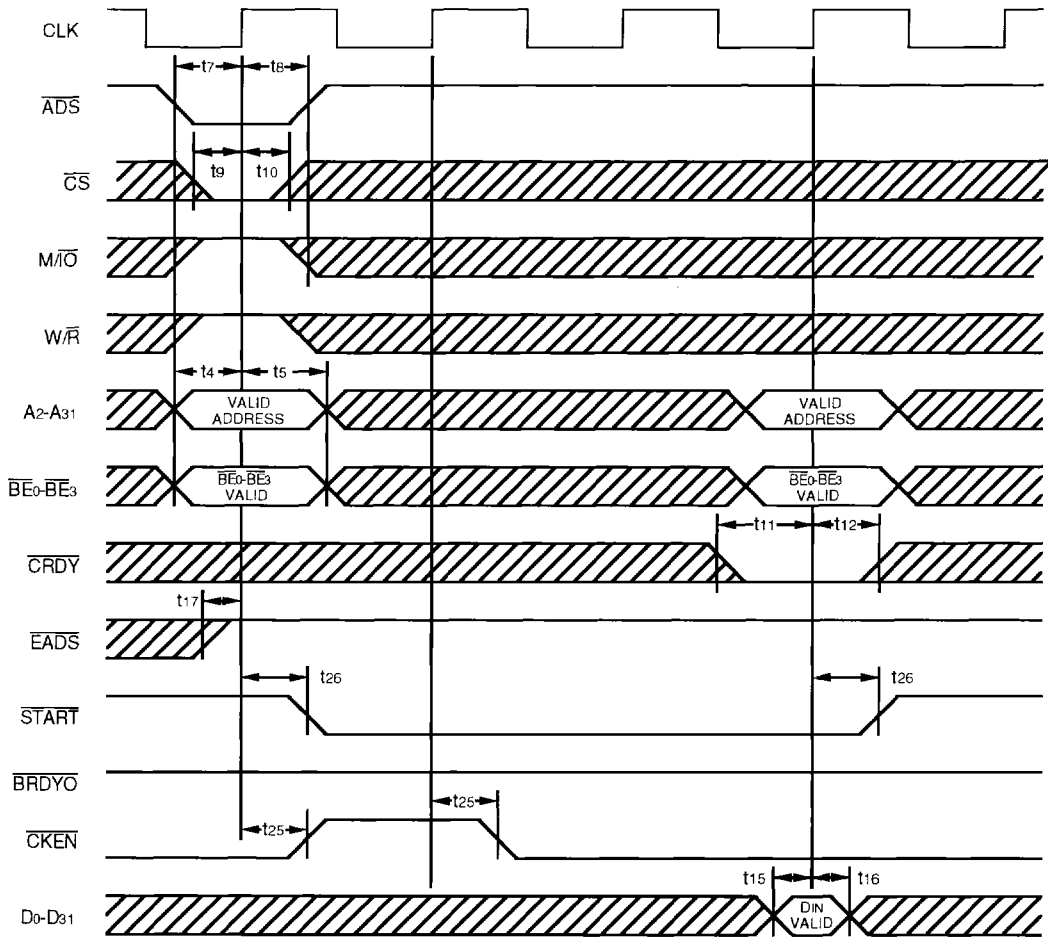 CLK
t7 t8
ADS
t9 t10
CS
M/IO
W/R
t4 t5
A2-A31
VALID
ADDRESS
VALID
ADDRESS
BE0-BE3
BE0-BE3
VALID
BE0-BE3
VALID
t11 t12
CRDY
t17
EADS
t26 t26
START
BRDYO
t25
t25
CKEN
t15 t16
D0-D31
DIN
VALID